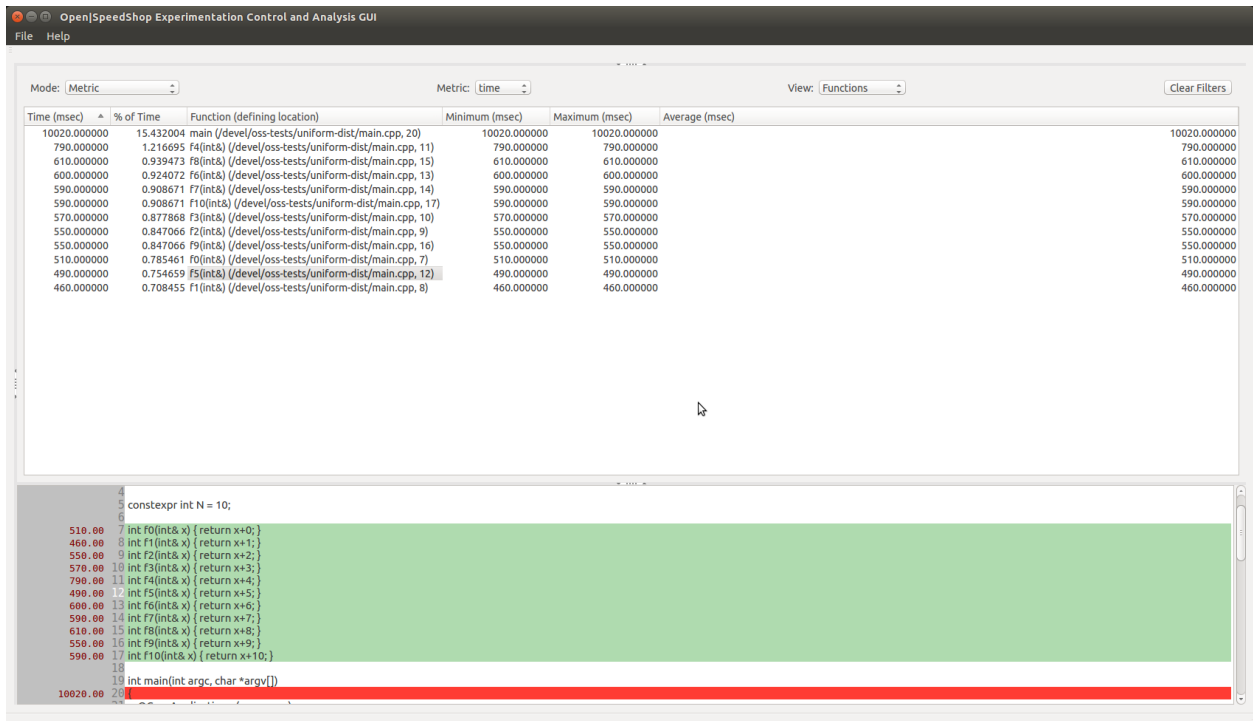 Open|SpeedShop Experimentation Control and Analysis GUI
File Help
Mode: Metric Metric: time View: Functions Clear Filters
Time (msec) % of Time Function (defining location) Minimum (msec) Maximum (msec) Average (msec)
10020.000000 15.432004 main (/devel/oss-tests/uniform-dist/main.cpp, 20) 10020.000000 10020.000000 10020.000000
790.000000 1.216695 f4(int&) (/devel/oss-tests/uniform-dist/main.cpp, 11) 790.000000 790.000000 790.000000
610.000000 0.939473 f8(int&) (/devel/oss-tests/uniform-dist/main.cpp, 15) 610.000000 610.000000 610.000000
600.000000 0.924072 f6(int&) (/devel/oss-tests/uniform-dist/main.cpp, 13) 600.000000 600.000000 600.000000
590.000000 0.908671 f7(int&) (/devel/oss-tests/uniform-dist/main.cpp, 14) 590.000000 590.000000 590.000000
590.000000 0.908671 f10(int&) (/devel/oss-tests/uniform-dist/main.cpp, 17) 590.000000 590.000000 590.000000
570.000000 0.877868 f3(int&) (/devel/oss-tests/uniform-dist/main.cpp, 10) 570.000000 570.000000 570.000000
550.000000 0.847066 f2(int&) (/devel/oss-tests/uniform-dist/main.cpp, 9) 550.000000 550.000000 550.000000
550.000000 0.847066 f9(int&) (/devel/oss-tests/uniform-dist/main.cpp, 16) 550.000000 550.000000 550.000000
510.000000 0.785461 f0(int&) (/devel/oss-tests/uniform-dist/main.cpp, 7) 510.000000 510.000000 510.000000
490.000000 0.754659 f5(int&) (/devel/oss-tests/uniform-dist/main.cpp, 12) 490.000000 490.000000 490.000000
460.000000 0.708455 f1(int&) (/devel/oss-tests/uniform-dist/main.cpp, 8) 460.000000 460.000000 460.000000
4
5 constexpr int N = 10;
6
510.00 7 int f0(int& x) { return x+0; }
460.00 8 int f1(int& x) { return x+1; }
550.00 9 int f2(int& x) { return x+2; }
570.00 10 int f3(int& x) { return x+3; }
790.00 11 int f4(int& x) { return x+4; }
490.00 12 int f5(int& x) { return x+5; }
600.00 13 int f6(int& x) { return x+6; }
590.00 14 int f7(int& x) { return x+7; }
610.00 15 int f8(int& x) { return x+8; }
550.00 16 int f9(int& x) { return x+9; }
590.00 17 int f10(int& x) { return x+10; }
18
19 int main(int argc, char *argv[])
10020.00 20 {